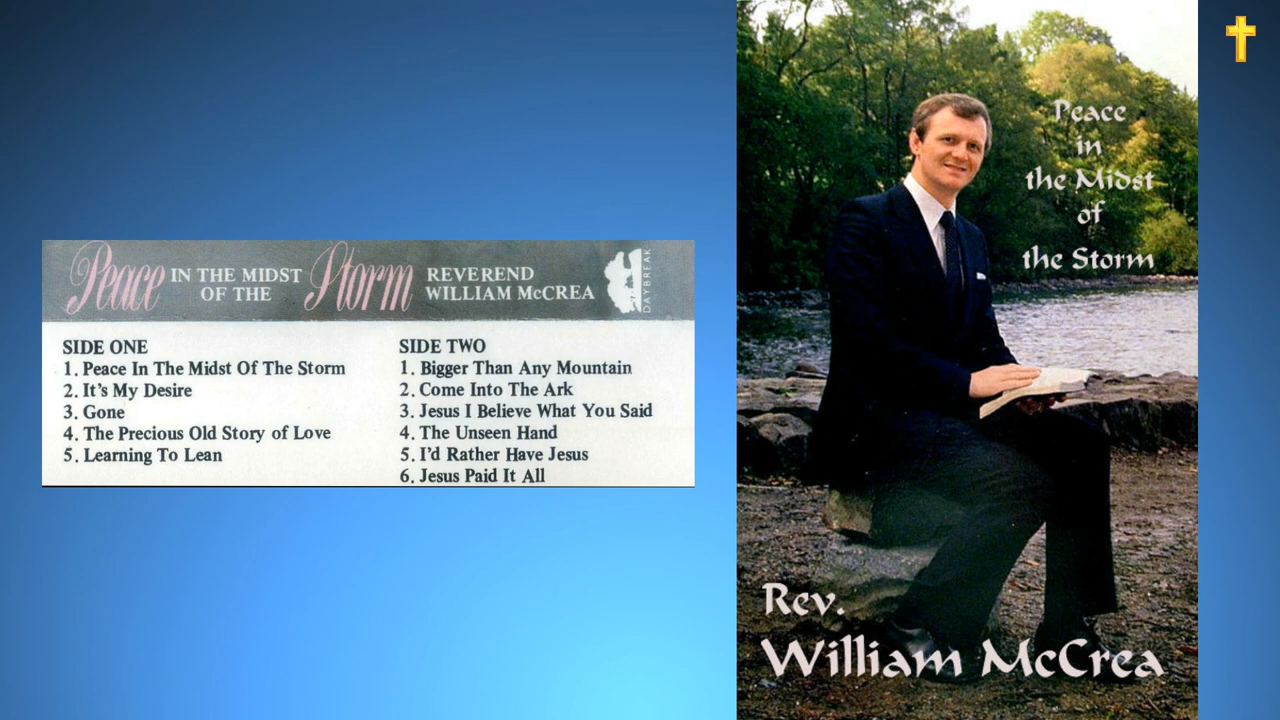 Peace IN THE MIDST OF THE Storm
REVEREND WILLIAM McCREA
DAYBREAK
SIDE ONE
1. Peace In The Midst Of The Storm
2. It's My Desire
3. Gone
4. The Precious Old Story of Love
5. Learning To Lean
SIDE TWO
1. Bigger Than Any Mountain
2. Come Into The Ark
3. Jesus I Believe What You Said
4. The Unseen Hand
5. I'd Rather Have Jesus
6. Jesus Paid It All
Peace
in
the Midst
of
the Storm
Rev.
William McCrea